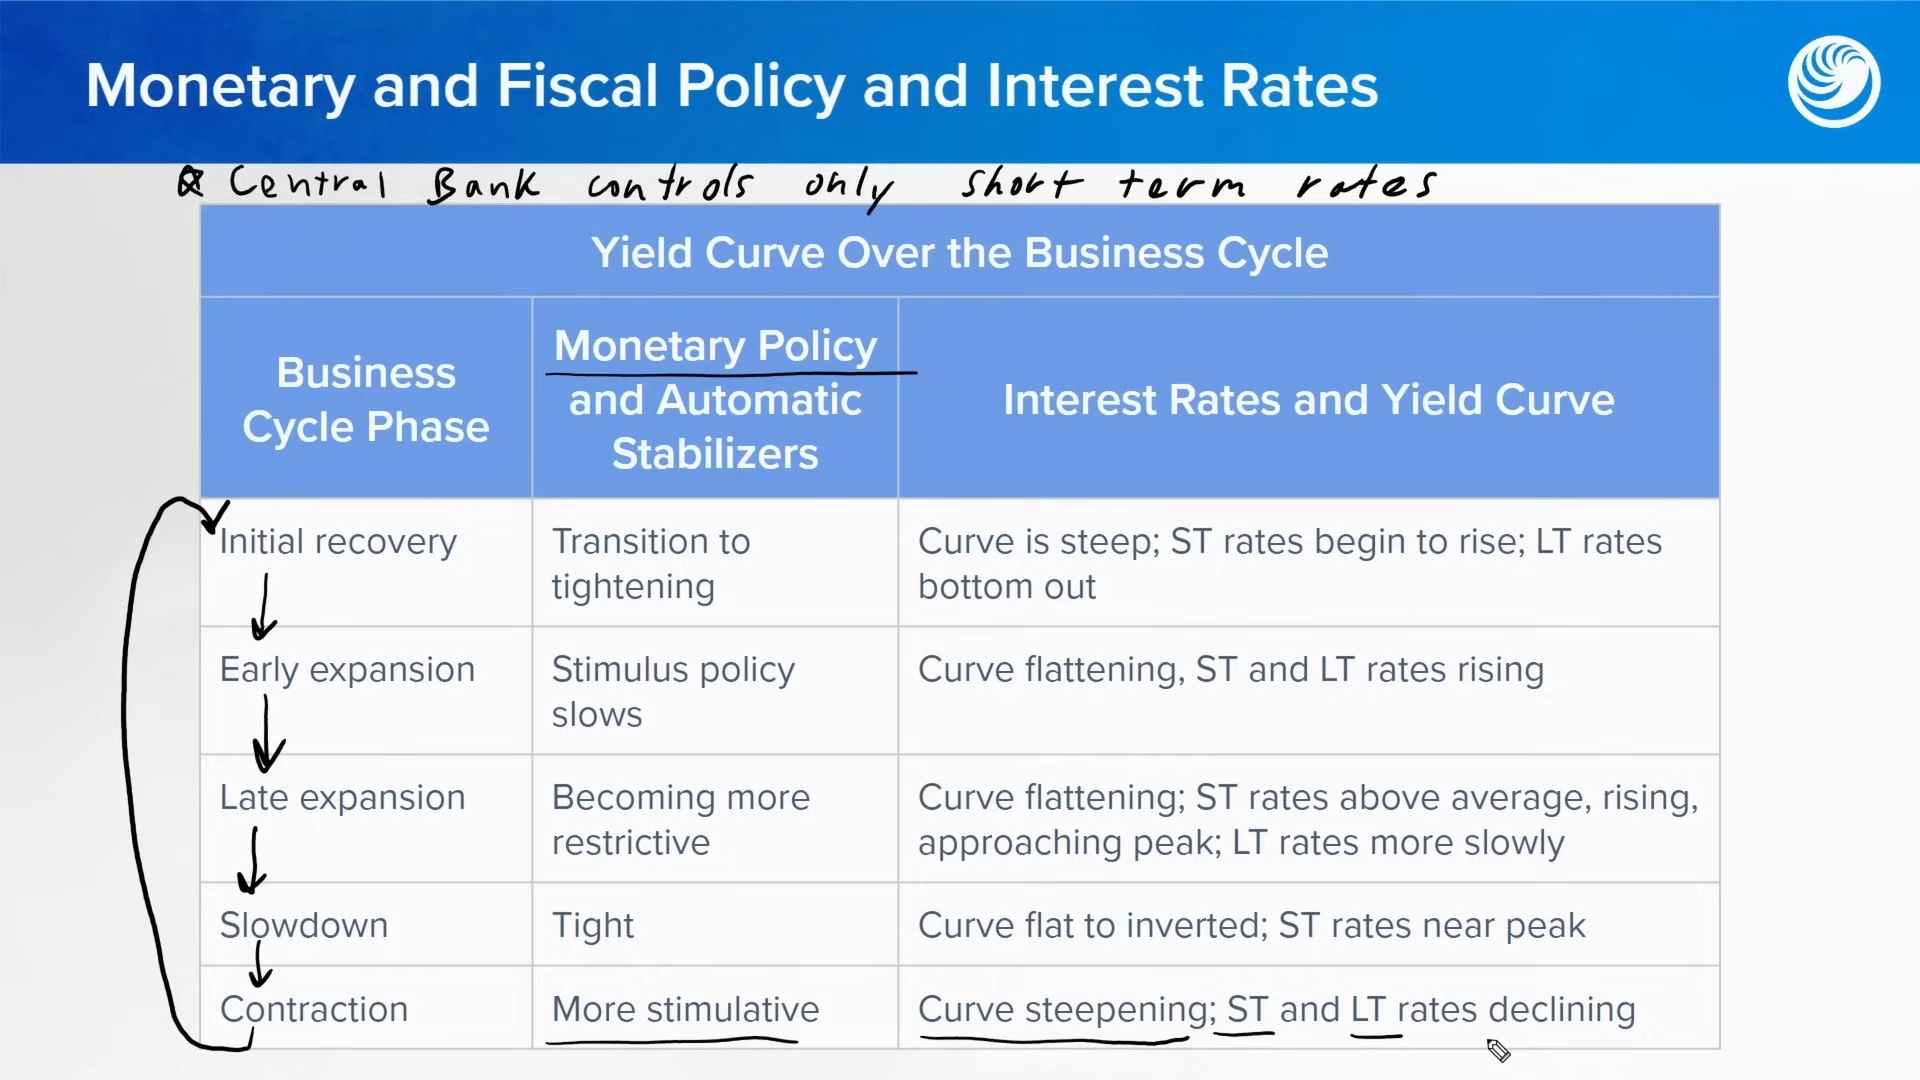 Monetary and Fiscal Policy and Interest Rates
Central Bank controls only short term rates
Yield Curve Over the Business Cycle
Business
Cycle Phase
Monetary Policy
and Automatic
Stabilizers
Interest Rates and Yield Curve
Initial recovery
Transition to
tightening
Curve is steep; ST rates begin to rise; LT rates
bottom out
Early expansion
Stimulus policy
slows
Curve flattening, ST and LT rates rising
Late expansion
Becoming more
restrictive
Curve flattening; ST rates above average, rising,
approaching peak; LT rates more slowly
Slowdown
Tight
Curve flat to inverted; ST rates near peak
Contraction
More stimulative
Curve steepening; ST and LT rates declining